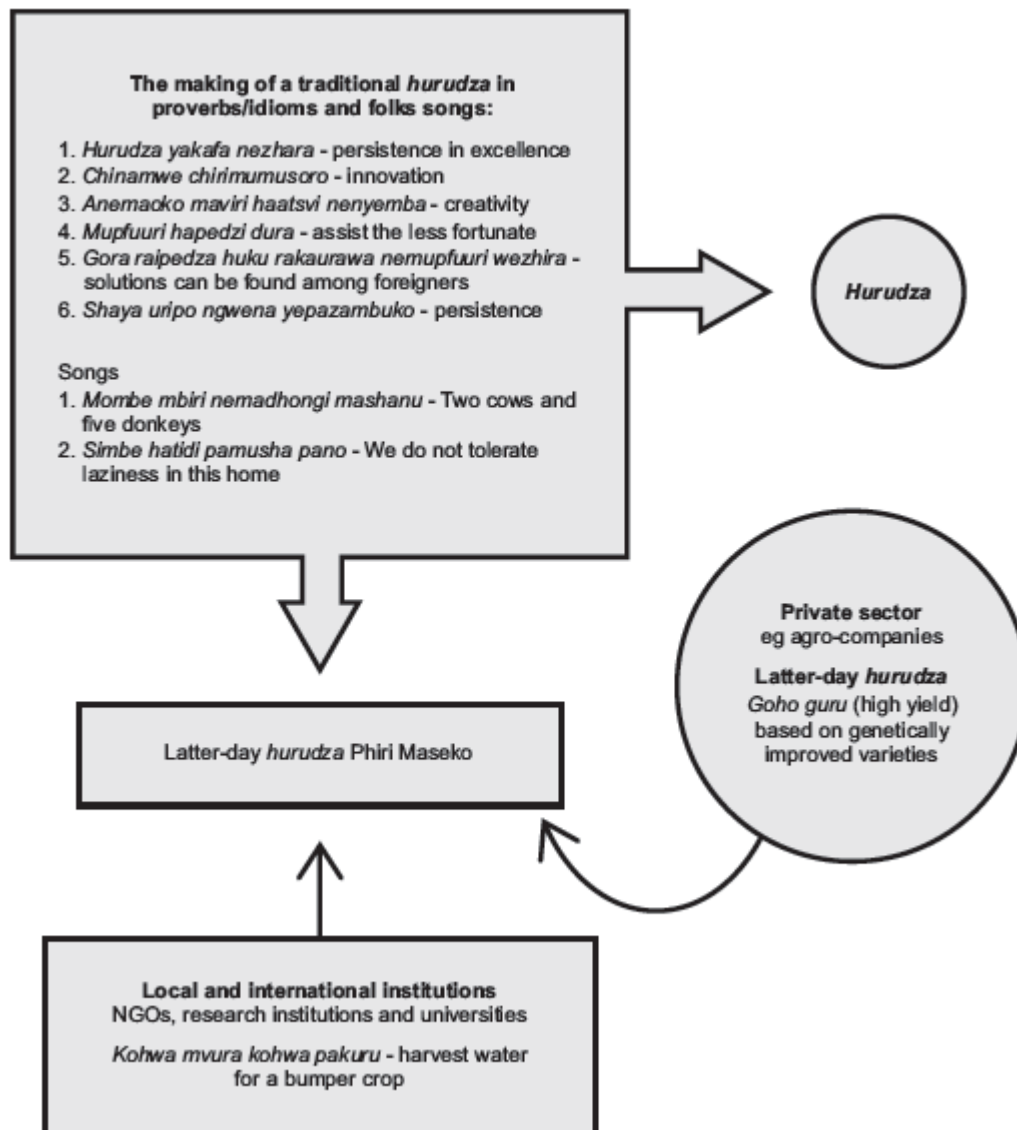 The making of a traditional hurudza in
proverbs/idioms and folks songs:
1. Hurudza yakafa nezhara - persistence in excellence
2. Chinamwe chirimumusoro - innovation
3. Anemaoko maviri haatsvi nenyemba - creativity
4. Mupfuuri hapedzi dura - assist the less fortunate
5. Gora raipedza huku rakaurawa nemupfuuri wezhira -
solutions can be found among foreigners
6. Shaya uripo ngwena yepazambuko - persistence
Songs
1. Mombe mbiri nemadhongi mashanu - Two cows and
five donkeys
2. Simbe hatidi pamusha pano - We do not tolerate
laziness in this home
Hurudza
Private sector
eg agro-companies
Latter-day hurudza
Goho guru (high yield)
based on genetically
improved varieties
Latter-day hurudza Phiri Maseko
Local and international institutions
NGOs, research institutions and universities
Kohwa mvura kohwa pakuru - harvest water
for a bumper crop